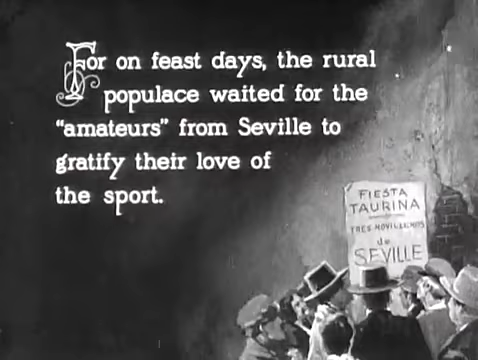 For on feast days, the rural
populace waited for the
"amateurs" from Seville to
gratify their love of
the sport.
FIESTA
TAURINA
TRES NOVILLEROS
de
SEVILLE